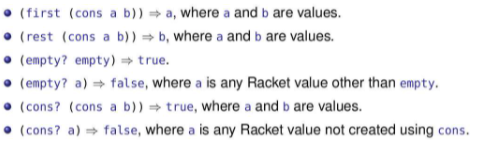 • (first (cons a b)) ⇒ a, where a and b are values.
• (rest (cons a b)) ⇒ b, where a and b are values.
• (empty? empty) ⇒ true.
• (empty? a) ⇒ false, where a is any Racket value other than empty.
• (cons? (cons a b)) ⇒ true, where a and b are values.
• (cons? a) ⇒ false, where a is any Racket value not created using cons.